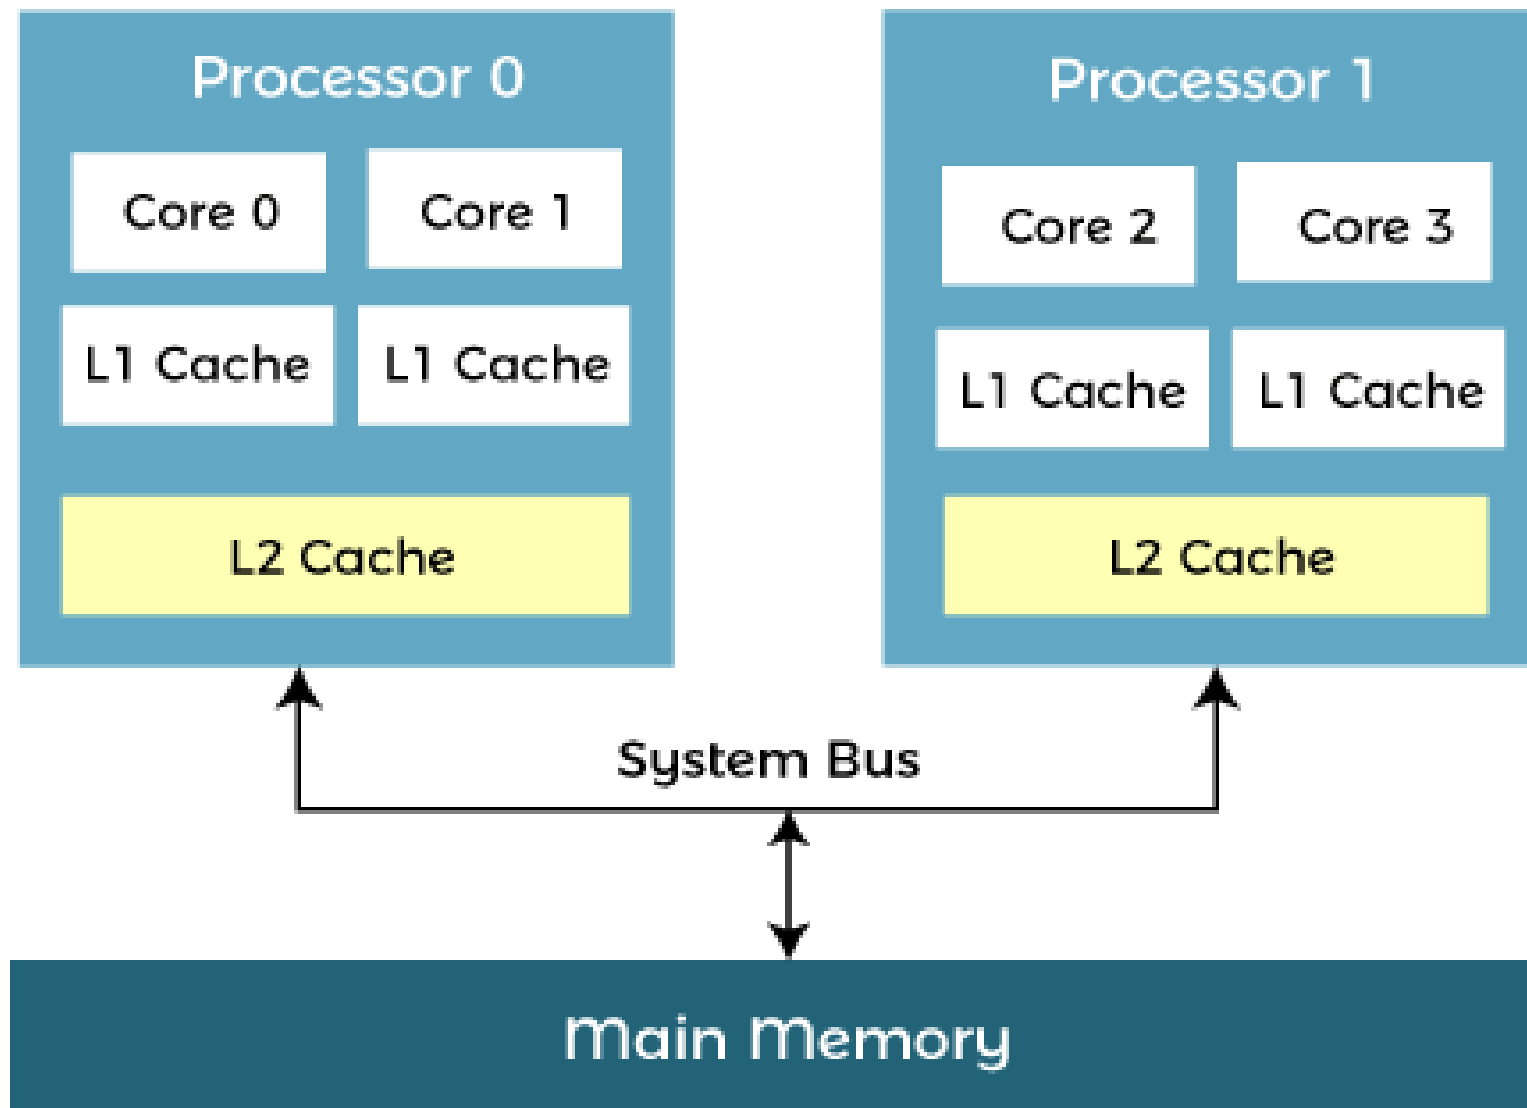 Processor 0
Processor 1
Core 0
Core 1
Core 2
Core 3
L1 Cache
L1 Cache
L1 Cache
L1 Cache
L2 Cache
L2 Cache
System Bus
Main Memory